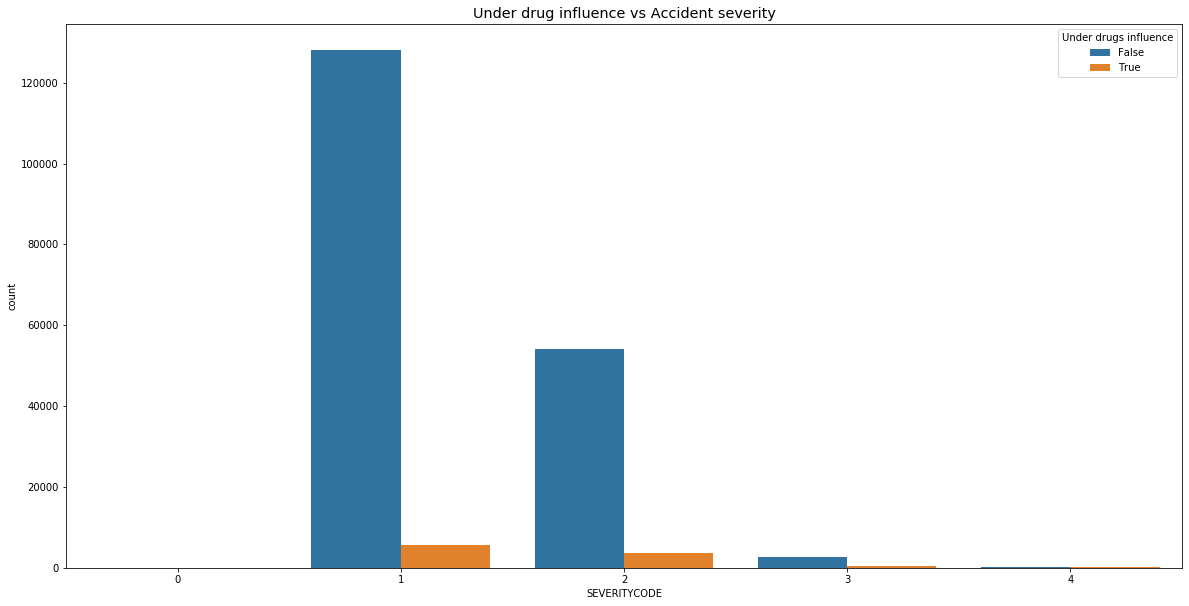 Under drug influence vs Accident severity
Under drugs influence
False
True
120000
100000
80000
60000
40000
20000
0
count
0 1 2 3 4
SEVERITYCODE